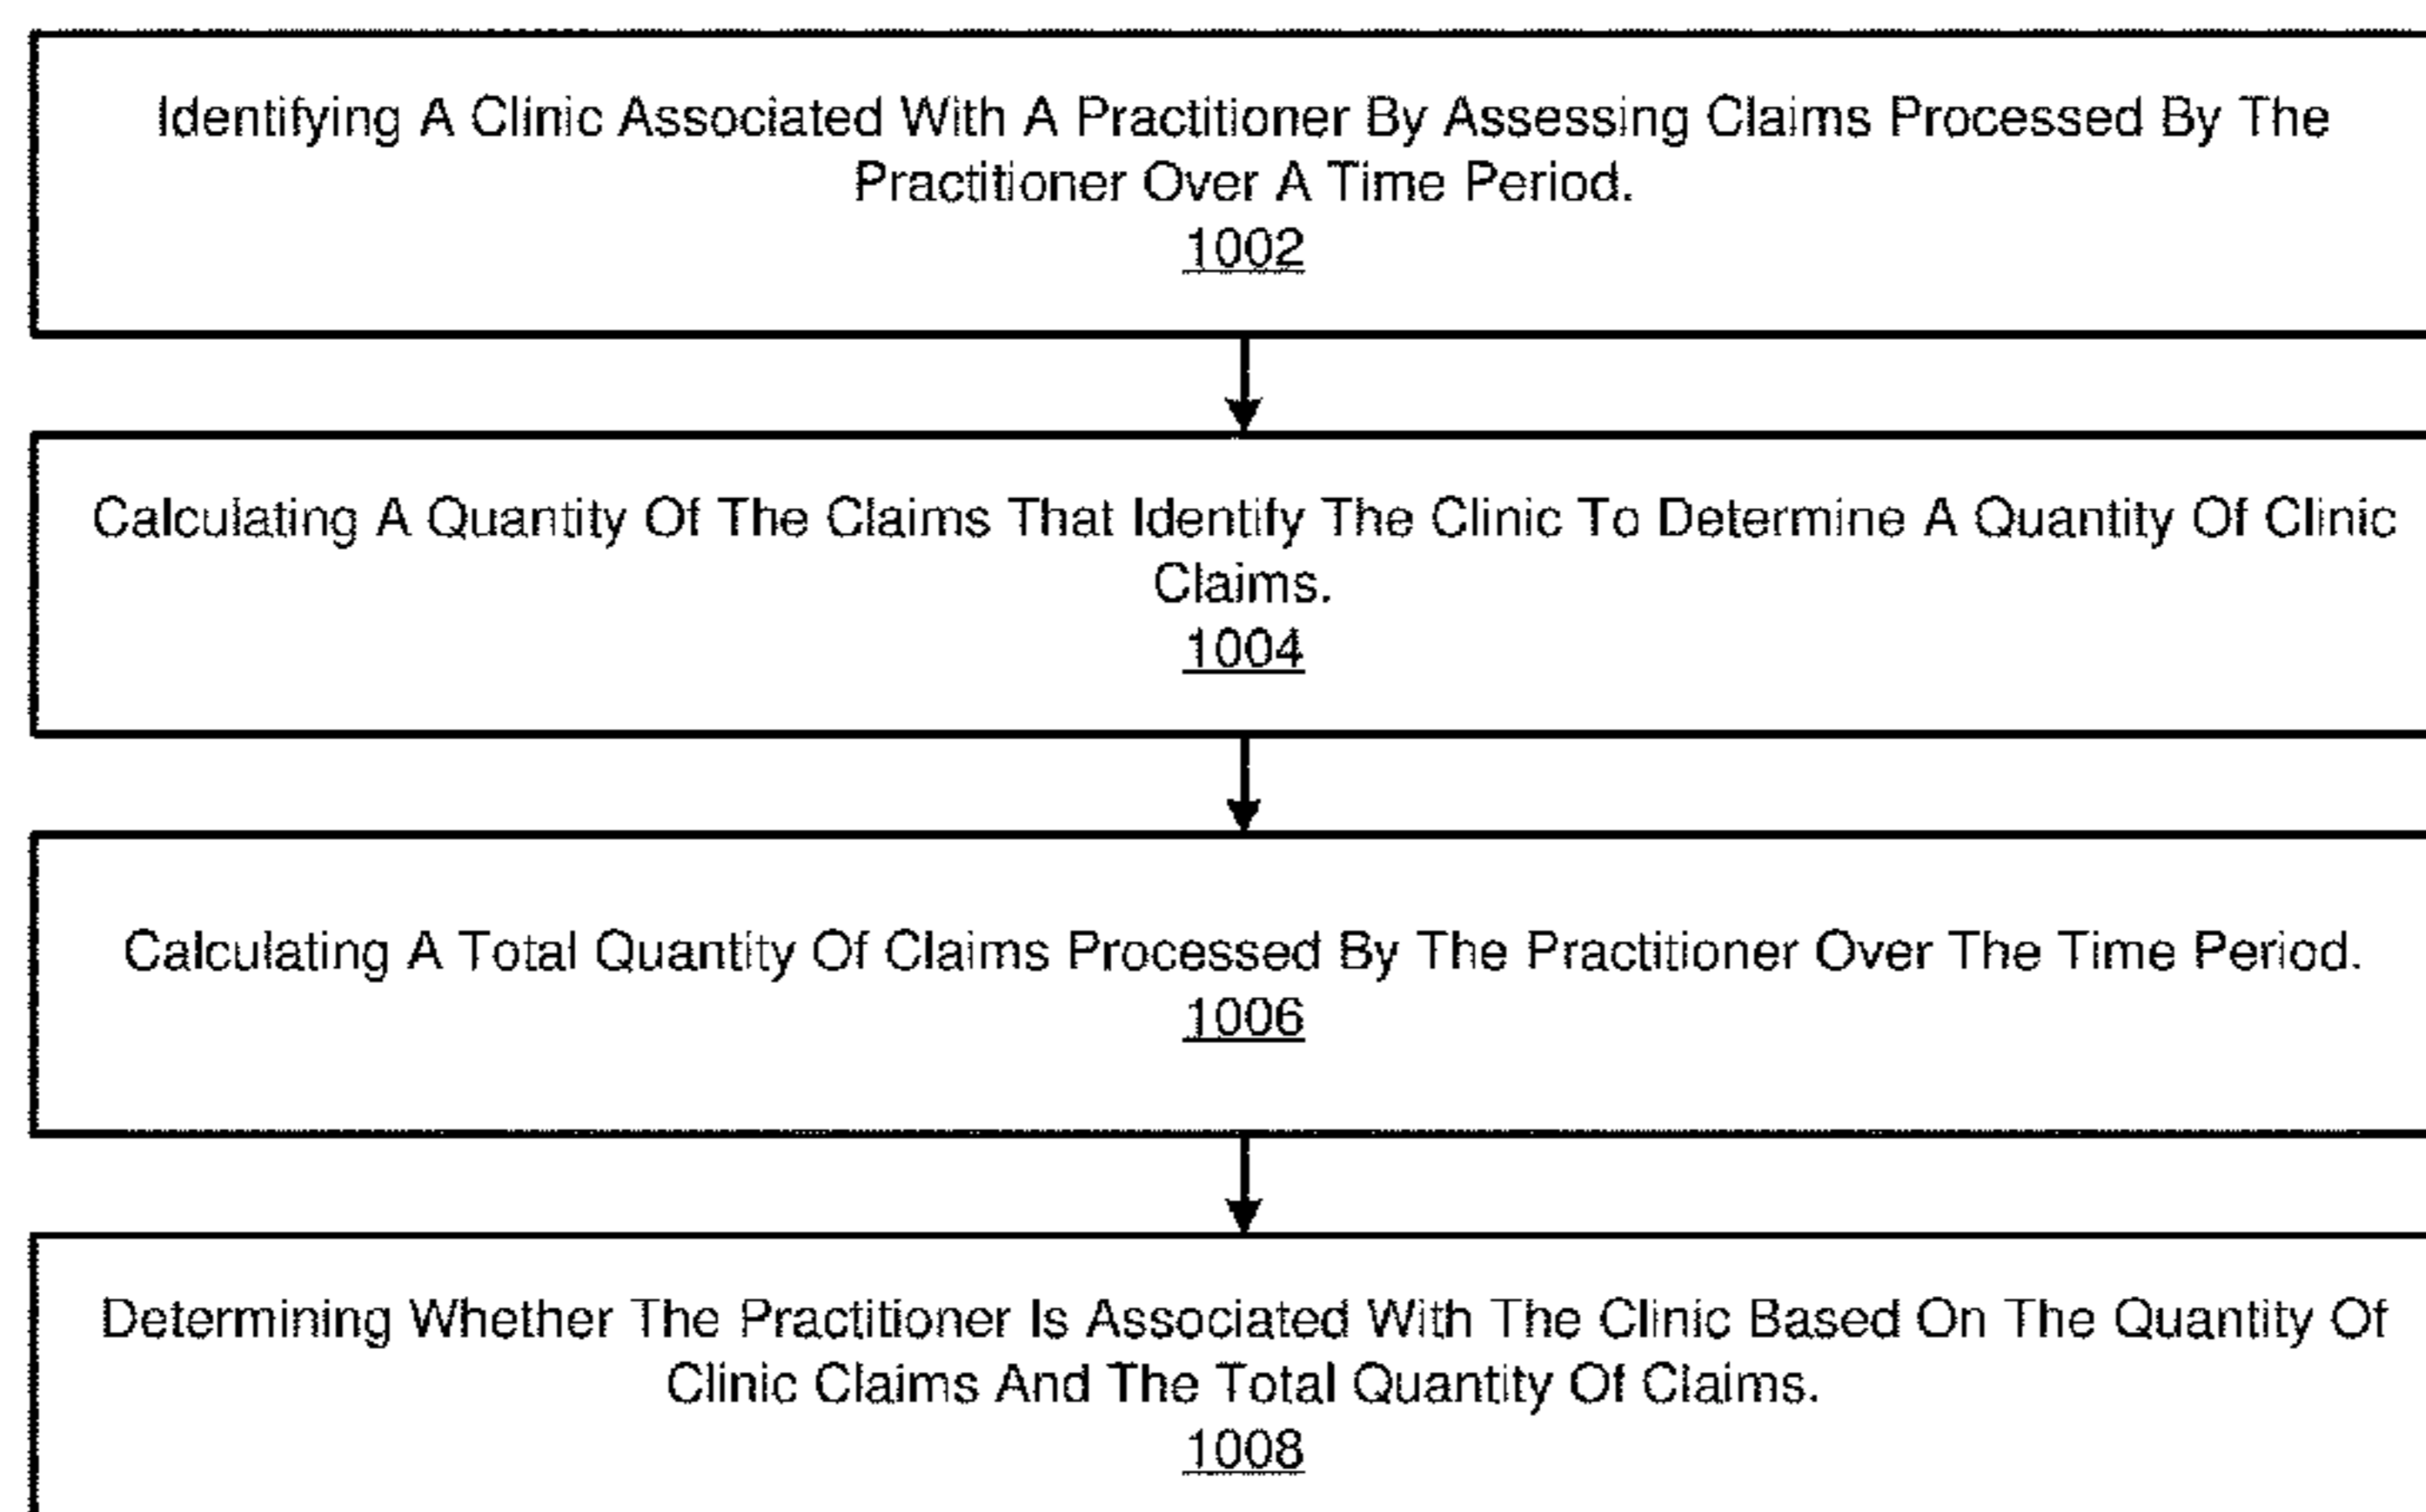 Identifying A Clinic Associated With A Practitioner By Assessing Claims Processed By The
Practitioner Over A Time Period.
1002
Calculating A Quantity Of The Claims That Identify The Clinic To Determine A Quantity Of Clinic
Claims.
1004
Calculating A Total Quantity Of Claims Processed By The Practitioner Over The Time Period.
1006
Determining Whether The Practitioner Is Associated With The Clinic Based On The Quantity Of
Clinic Claims And The Total Quantity Of Claims.
1008